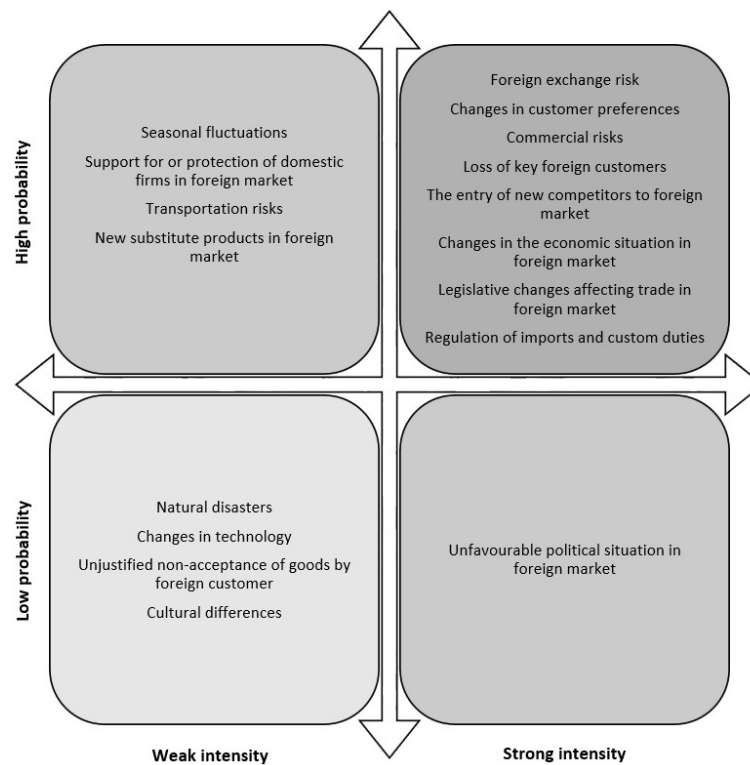 High probability
Seasonal fluctuations
Support for or protection of domestic
firms in foreign market
Transportation risks
New substitute products in foreign
market
Foreign exchange risk
Changes in customer preferences
Commercial risks
Loss of key foreign customers
The entry of new competitors to foreign
market
Changes in the economic situation in
foreign market
Legislative changes affecting trade in
foreign market
Regulation of imports and custom duties
Low probability
Natural disasters
Changes in technology
Unjustified non-acceptance of goods by
foreign customer
Cultural differences
Unfavourable political situation in
foreign market
Weak intensity
Strong intensity